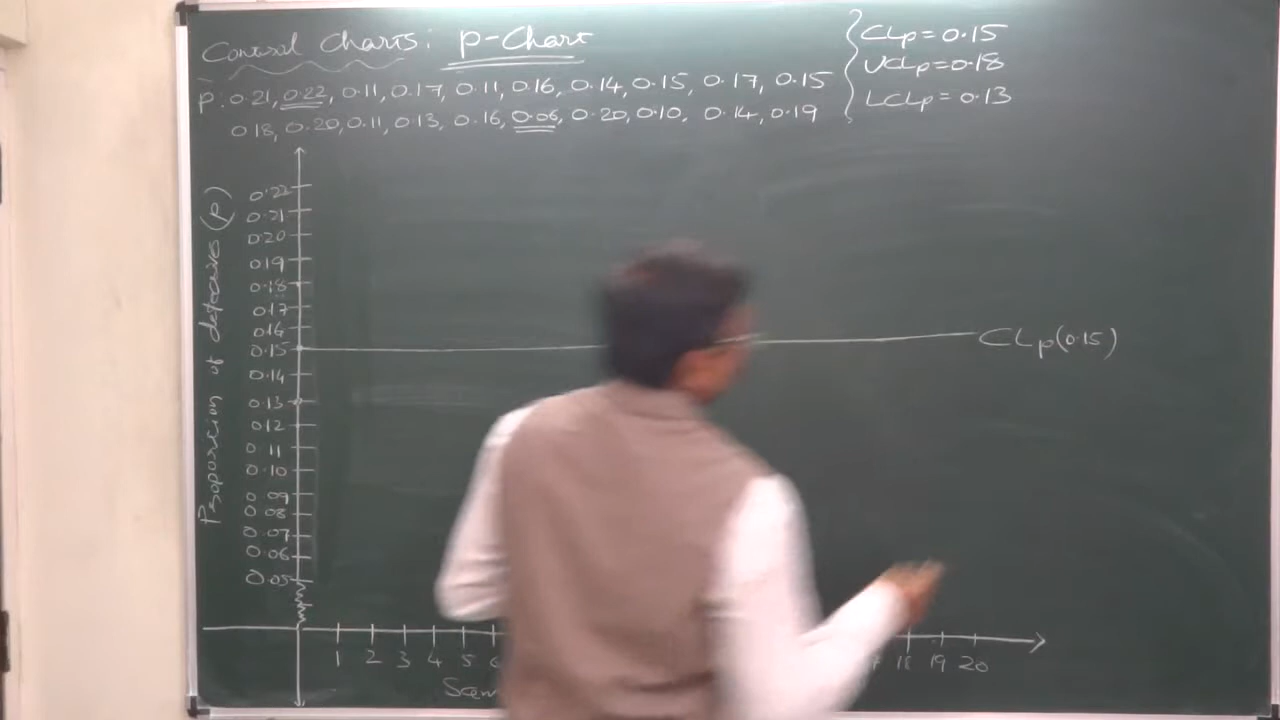 Control Charts: p-Chart
p: 0.21, 0.22, 0.11, 0.17, 0.11, 0.16, 0.14, 0.15, 0.17, 0.15
0.18, 0.20, 0.11, 0.13, 0.16, 0.06, 0.20, 0.10, 0.14, 0.19
CLp = 0.15
UCLp = 0.18
LCLp = 0.13
Proportion of defectives (p)
0.22
0.21
0.20
0.19
0.18
0.17
0.16
0.15
0.14
0.13
0.12
0.11
0.10
0.09
0.08
0.07
0.06
0.05
CLp(0.15)
1 2 3 4 5 18 19 20